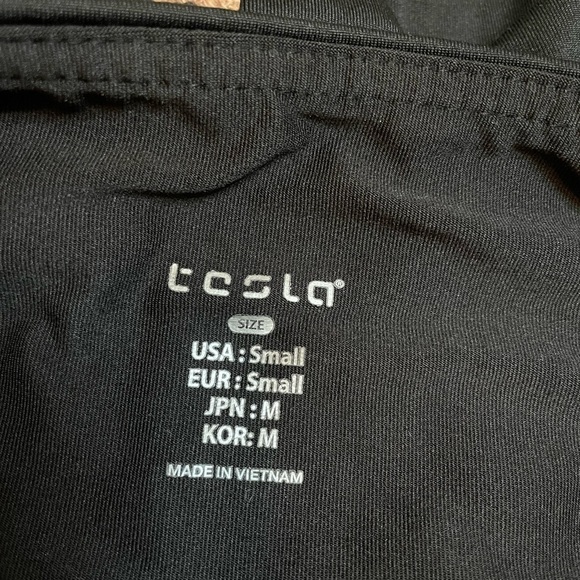 tesla®
SIZE
USA : Small
EUR : Small
JPN : M
KOR: M
MADE IN VIETNAM